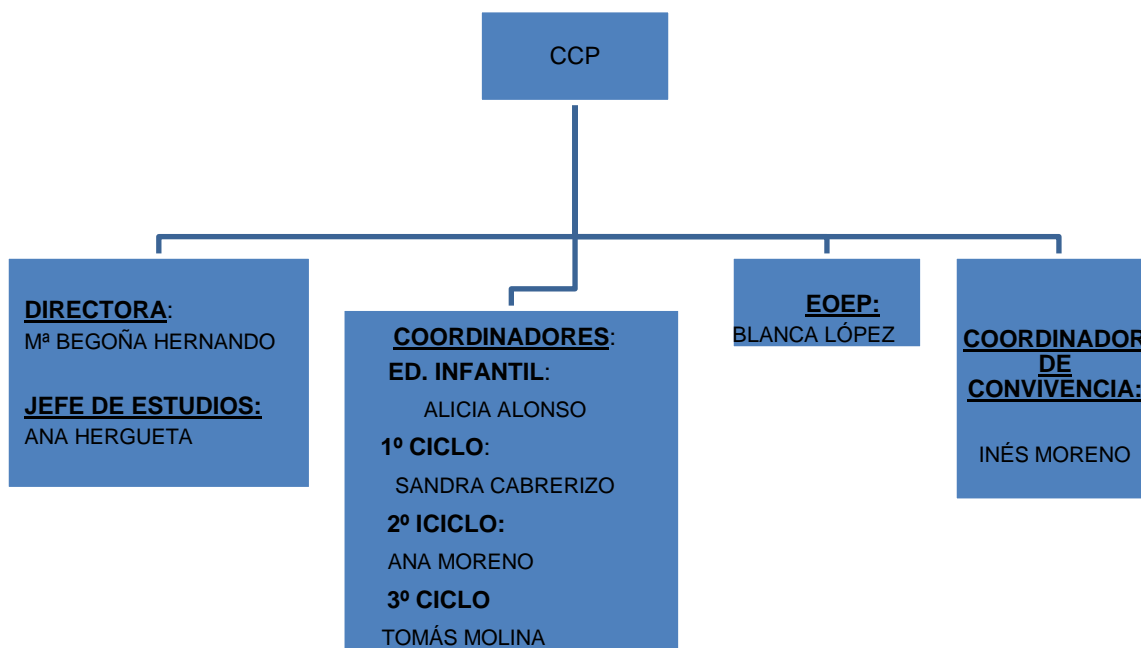 CCP
DIRECTORA:
Mª BEGOÑA HERNANDO
JEFE DE ESTUDIOS:
ANA HERGUETA
COORDINADORES:
ED. INFANTIL:
ALICIA ALONSO
1º CICLO:
SANDRA CABRERIZO
2º ICICLO:
ANA MORENO
3º CICLO
TOMÁS MOLINA
EOEP:
BLANCA LÓPEZ
COORDINADOR
DE
CONVIVENCIA:
INÉS MORENO